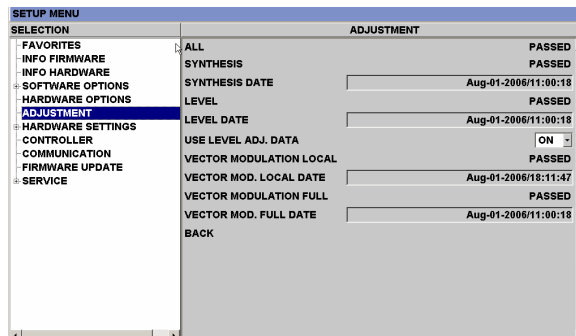 SETUP MENU
SELECTION
ADJUSTMENT
FAVORITES
INFO FIRMWARE
INFO HARDWARE
SOFTWARE OPTIONS
HARDWARE OPTIONS
ADJUSTMENT
HARDWARE SETTINGS
CONTROLLER
COMMUNICATION
FIRMWARE UPDATE
SERVICE
ALL PASSED
SYNTHESIS PASSED
SYNTHESIS DATE Aug-01-2006/11:00:18
LEVEL PASSED
LEVEL DATE Aug-01-2006/11:00:18
USE LEVEL ADJ. DATA ON
VECTOR MODULATION LOCAL PASSED
VECTOR MOD. LOCAL DATE Aug-01-2006/18:11:47
VECTOR MODULATION FULL PASSED
VECTOR MOD. FULL DATE Aug-01-2006/11:00:18
BACK